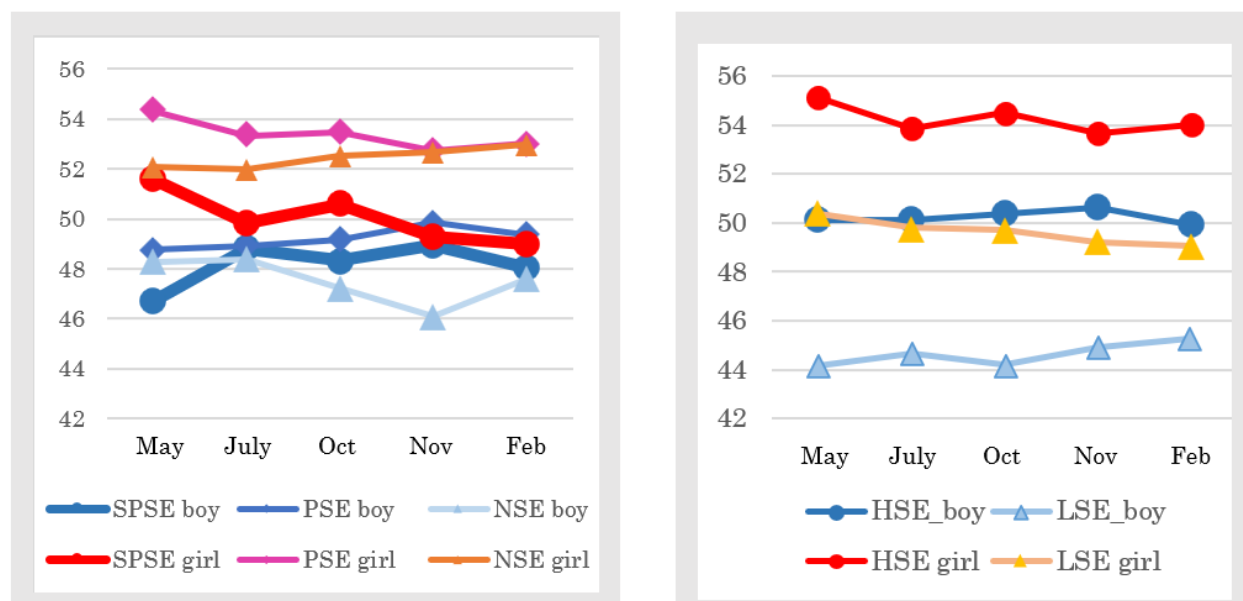 56
54
52
50
48
46
44
42
May July Oct Nov Feb
SPSE boy PSE boy NSE boy
SPSE girl PSE girl NSE girl
56
54
52
50
48
46
44
42
May July Oct Nov Feb
HSE_boy LSE_boy
HSE girl LSE girl